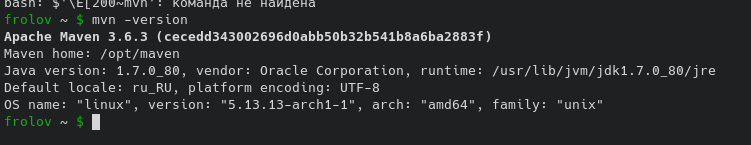 bash: $'\E[200~mvn': команда не найдена
frolov ~ $ mvn -version
Apache Maven 3.6.3 (cecedd343002696d0abb50b32b541b8a6ba2883f)
Maven home: /opt/maven
Java version: 1.7.0_80, vendor: Oracle Corporation, runtime: /usr/lib/jvm/jdk1.7.0_80/jre
Default locale: ru_RU, platform encoding: UTF-8
OS name: "linux", version: "5.13.13-arch1-1", arch: "amd64", family: "unix"
frolov ~ $